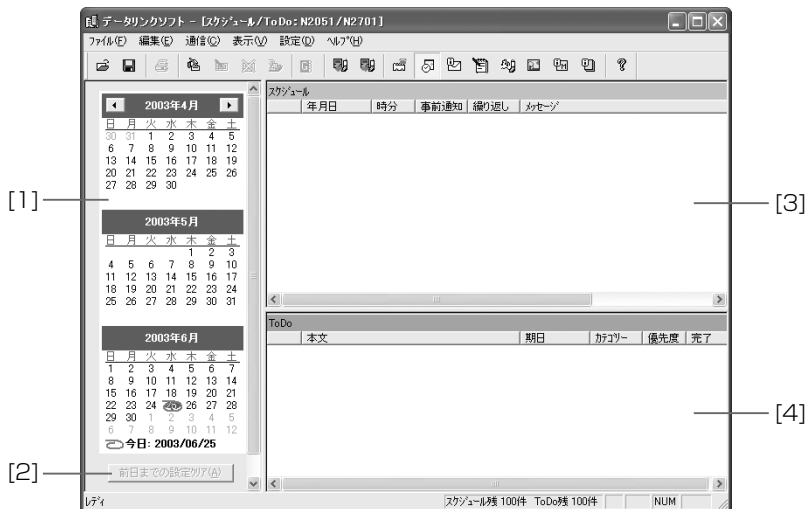 データリンクソフト - [ｽｹｼﾞｭｰﾙ/ToDo:N2051/N2701]
ﾌｧｲﾙ(F) 編集(E) 通信(C) 表示(V) 設定(D) ﾍﾙﾌﾟ(H)
2003年4月
日 月 火 水 木 金 土
30 31 1 2 3 4 5
6 7 8 9 10 11 12
13 14 15 16 17 18 19
20 21 22 23 24 25 26
27 28 29 30
2003年5月
日 月 火 水 木 金 土
1 2 3
4 5 6 7 8 9 10
11 12 13 14 15 16 17
18 19 20 21 22 23 24
25 26 27 28 29 30 31
2003年6月
日 月 火 水 木 金 土
1 2 3 4 5 6 7
8 9 10 11 12 13 14
15 16 17 18 19 20 21
22 23 24 25 26 27 28
29 30 1 2 3 4 5
6 7 8 9 10 11 12
今日: 2003/06/25
前日までの設定ｸﾘｱ(A)
ｽｹｼﾞｭｰﾙ
年月日 時分 事前通知 繰り返し ﾒｯｾｰｼﾞ
ToDo
本文 期日 ｶﾃｺﾞﾘｰ 優先度 完了
ﾚﾃﾞｨ ｽｹｼﾞｭｰﾙ残 100件 ToDo残 100件 NUM
[1]
[2]
[3]
[4]